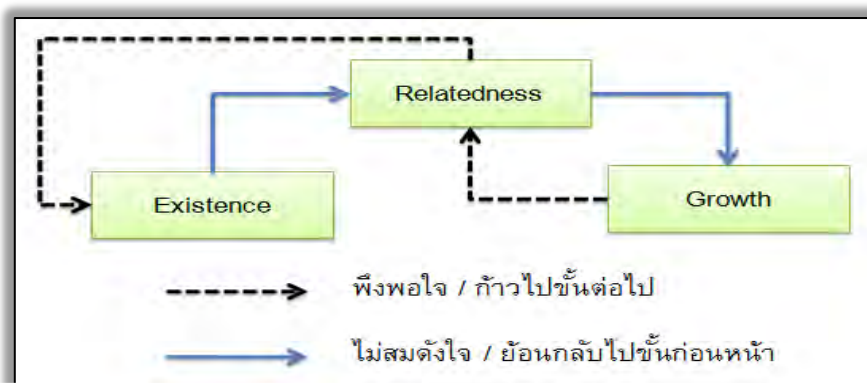 Relatedness
Existence
Growth
พึงพอใจ / ก้าวไปขั้นต่อไป
ไม่สมดังใจ / ย้อนกลับไปขั้นก่อนหน้า